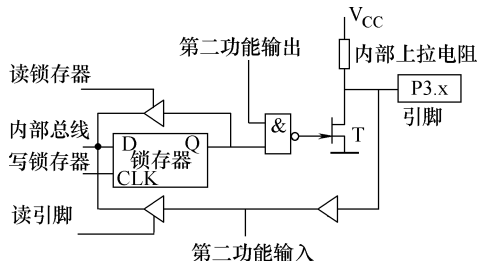 V_CC
第二功能输出
内部上拉电阻
读锁存器
P3.x
引脚
&
T
内部总线
D
Q
锁存器
写锁存器
CLK
读引脚
第二功能输入